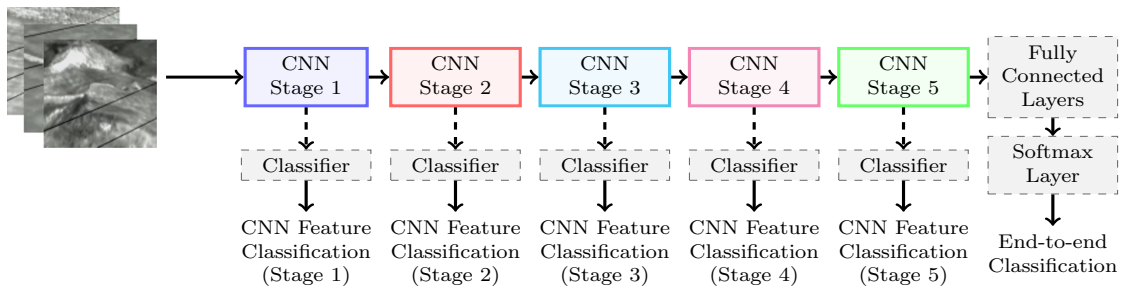 CNN
Stage 1
CNN
Stage 2
CNN
Stage 3
CNN
Stage 4
CNN
Stage 5
Fully
Connected
Layers
Classifier
Classifier
Classifier
Classifier
Classifier
Softmax
Layer
CNN Feature
Classification
(Stage 1)
CNN Feature
Classification
(Stage 2)
CNN Feature
Classification
(Stage 3)
CNN Feature
Classification
(Stage 4)
CNN Feature
Classification
(Stage 5)
End-to-end
Classification